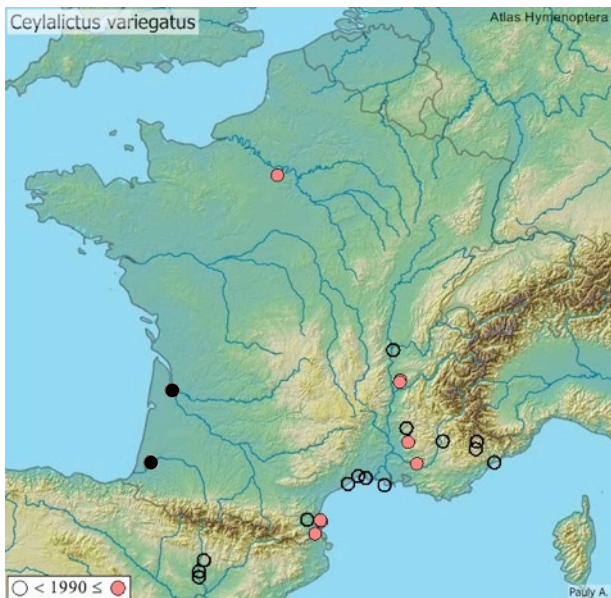 Ceylalictus variegatus
Atlas Hymenoptera
< 1990 ≤
Pauly A.